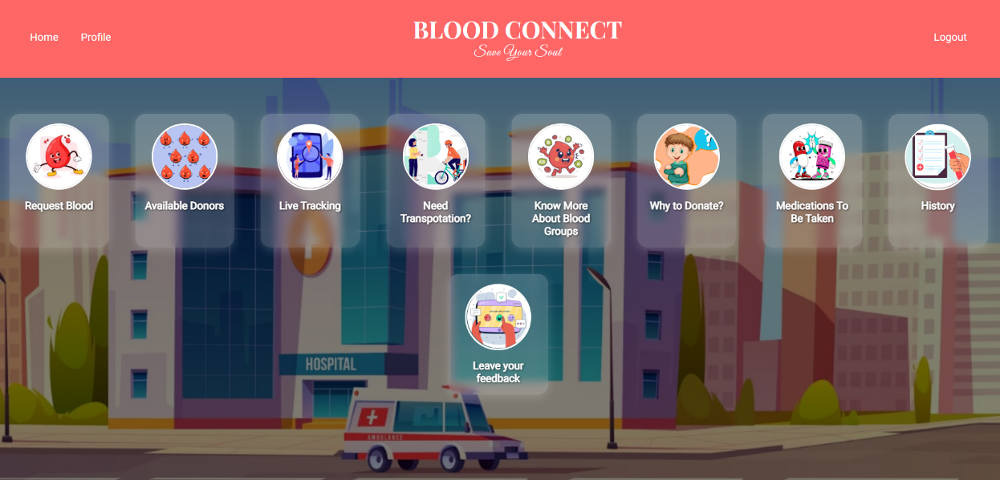 Home Profile BLOOD CONNECT Logout
Save Your Soul
Request Blood
Available Donors
Live Tracking
Need
Transpotation?
Know More
About Blood
Groups
Why to Donate?
Medications To
Be Taken
History
Leave your
feedback
HOSPITAL
AMBULANCE